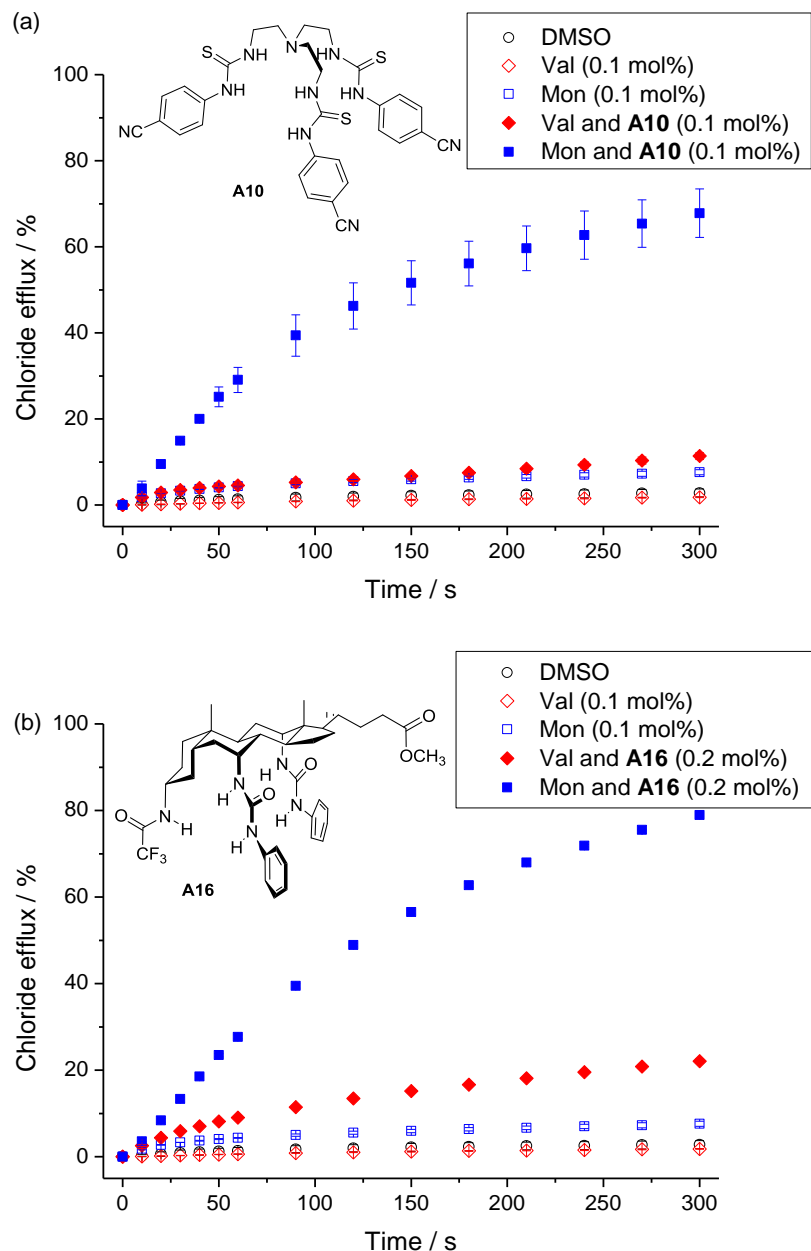 (a)
S
NH
N
NH
S
NH
HN
HN
NC
S
HN
CN
A10
CN
DMSO
Val (0.1 mol%)
Mon (0.1 mol%)
Val and A10 (0.1 mol%)
Mon and A10 (0.1 mol%)
Chloride efflux / %
100
80
60
40
20
0
0 50 100 150 200 250 300
Time / s
(b)
O
OCH3
N
H
N
H
O
O
H
N
N
H
O
N
H
N
H
CF3
A16
DMSO
Val (0.1 mol%)
Mon (0.1 mol%)
Val and A16 (0.2 mol%)
Mon and A16 (0.2 mol%)
Chloride efflux / %
100
80
60
40
20
0
0 50 100 150 200 250 300
Time / s